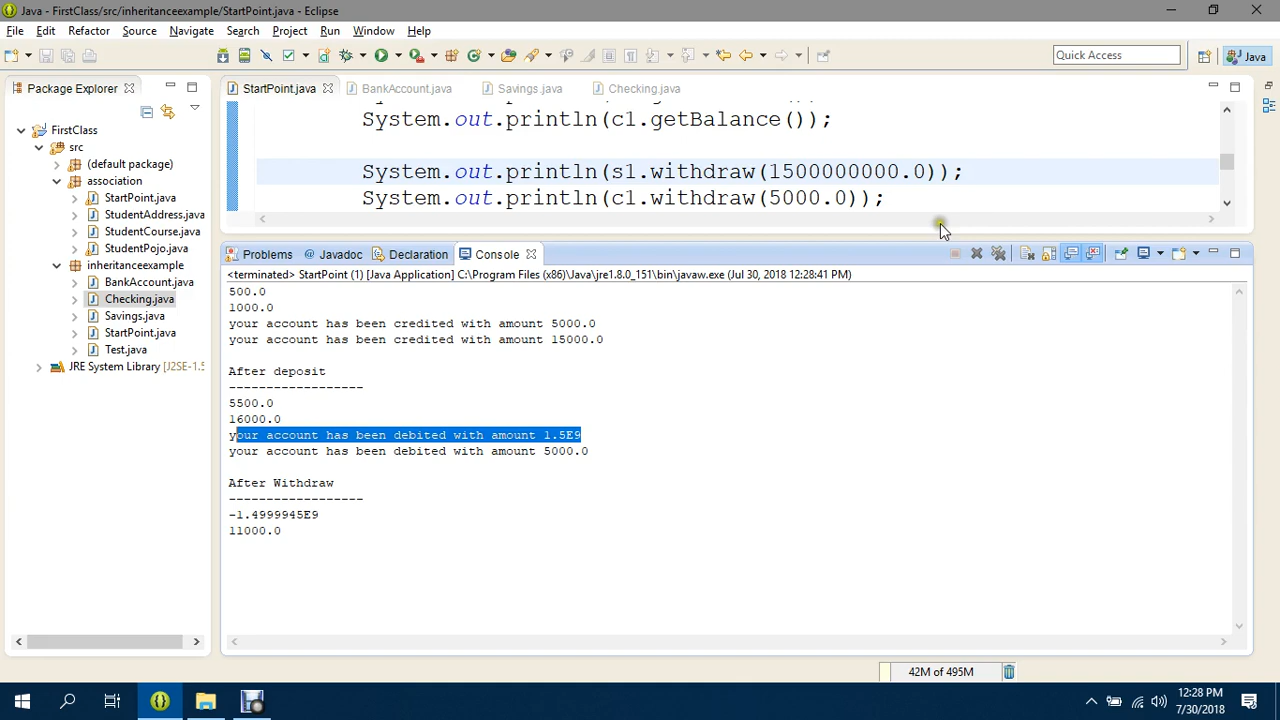 Java - FirstClass/src/inheritanceexample/StartPoint.java - Eclipse
File Edit Refactor Source Navigate Search Project Run Window Help
Quick Access
Java
Package Explorer
StartPoint.java
BankAccount.java
Savings.java
Checking.java
FirstClass
src
(default package)
association
StartPoint.java
StudentAddress.java
StudentCourse.java
StudentPojo.java
inheritanceexample
BankAccount.java
Checking.java
Savings.java
StartPoint.java
Test.java
JRE System Library [J2SE-1.5
System.out.println(c1.getBalance());
System.out.println(s1.withdraw(1500000000.0));
System.out.println(c1.withdraw(5000.0));
Problems @ Javadoc Declaration Console
<terminated> StartPoint (1) [Java Application] C:\Program Files (x86)\Java\jre1.8.0_151\bin\javaw.exe (Jul 30, 2018 12:28:41 PM)
500.0
1000.0
your account has been credited with amount 5000.0
your account has been credited with amount 15000.0
After deposit
------------------
5500.0
16000.0
your account has been debited with amount 1.5E9
your account has been debited with amount 5000.0
After Withdraw
------------------
-1.4999945E9
11000.0
42M of 495M
12:28 PM
7/30/2018